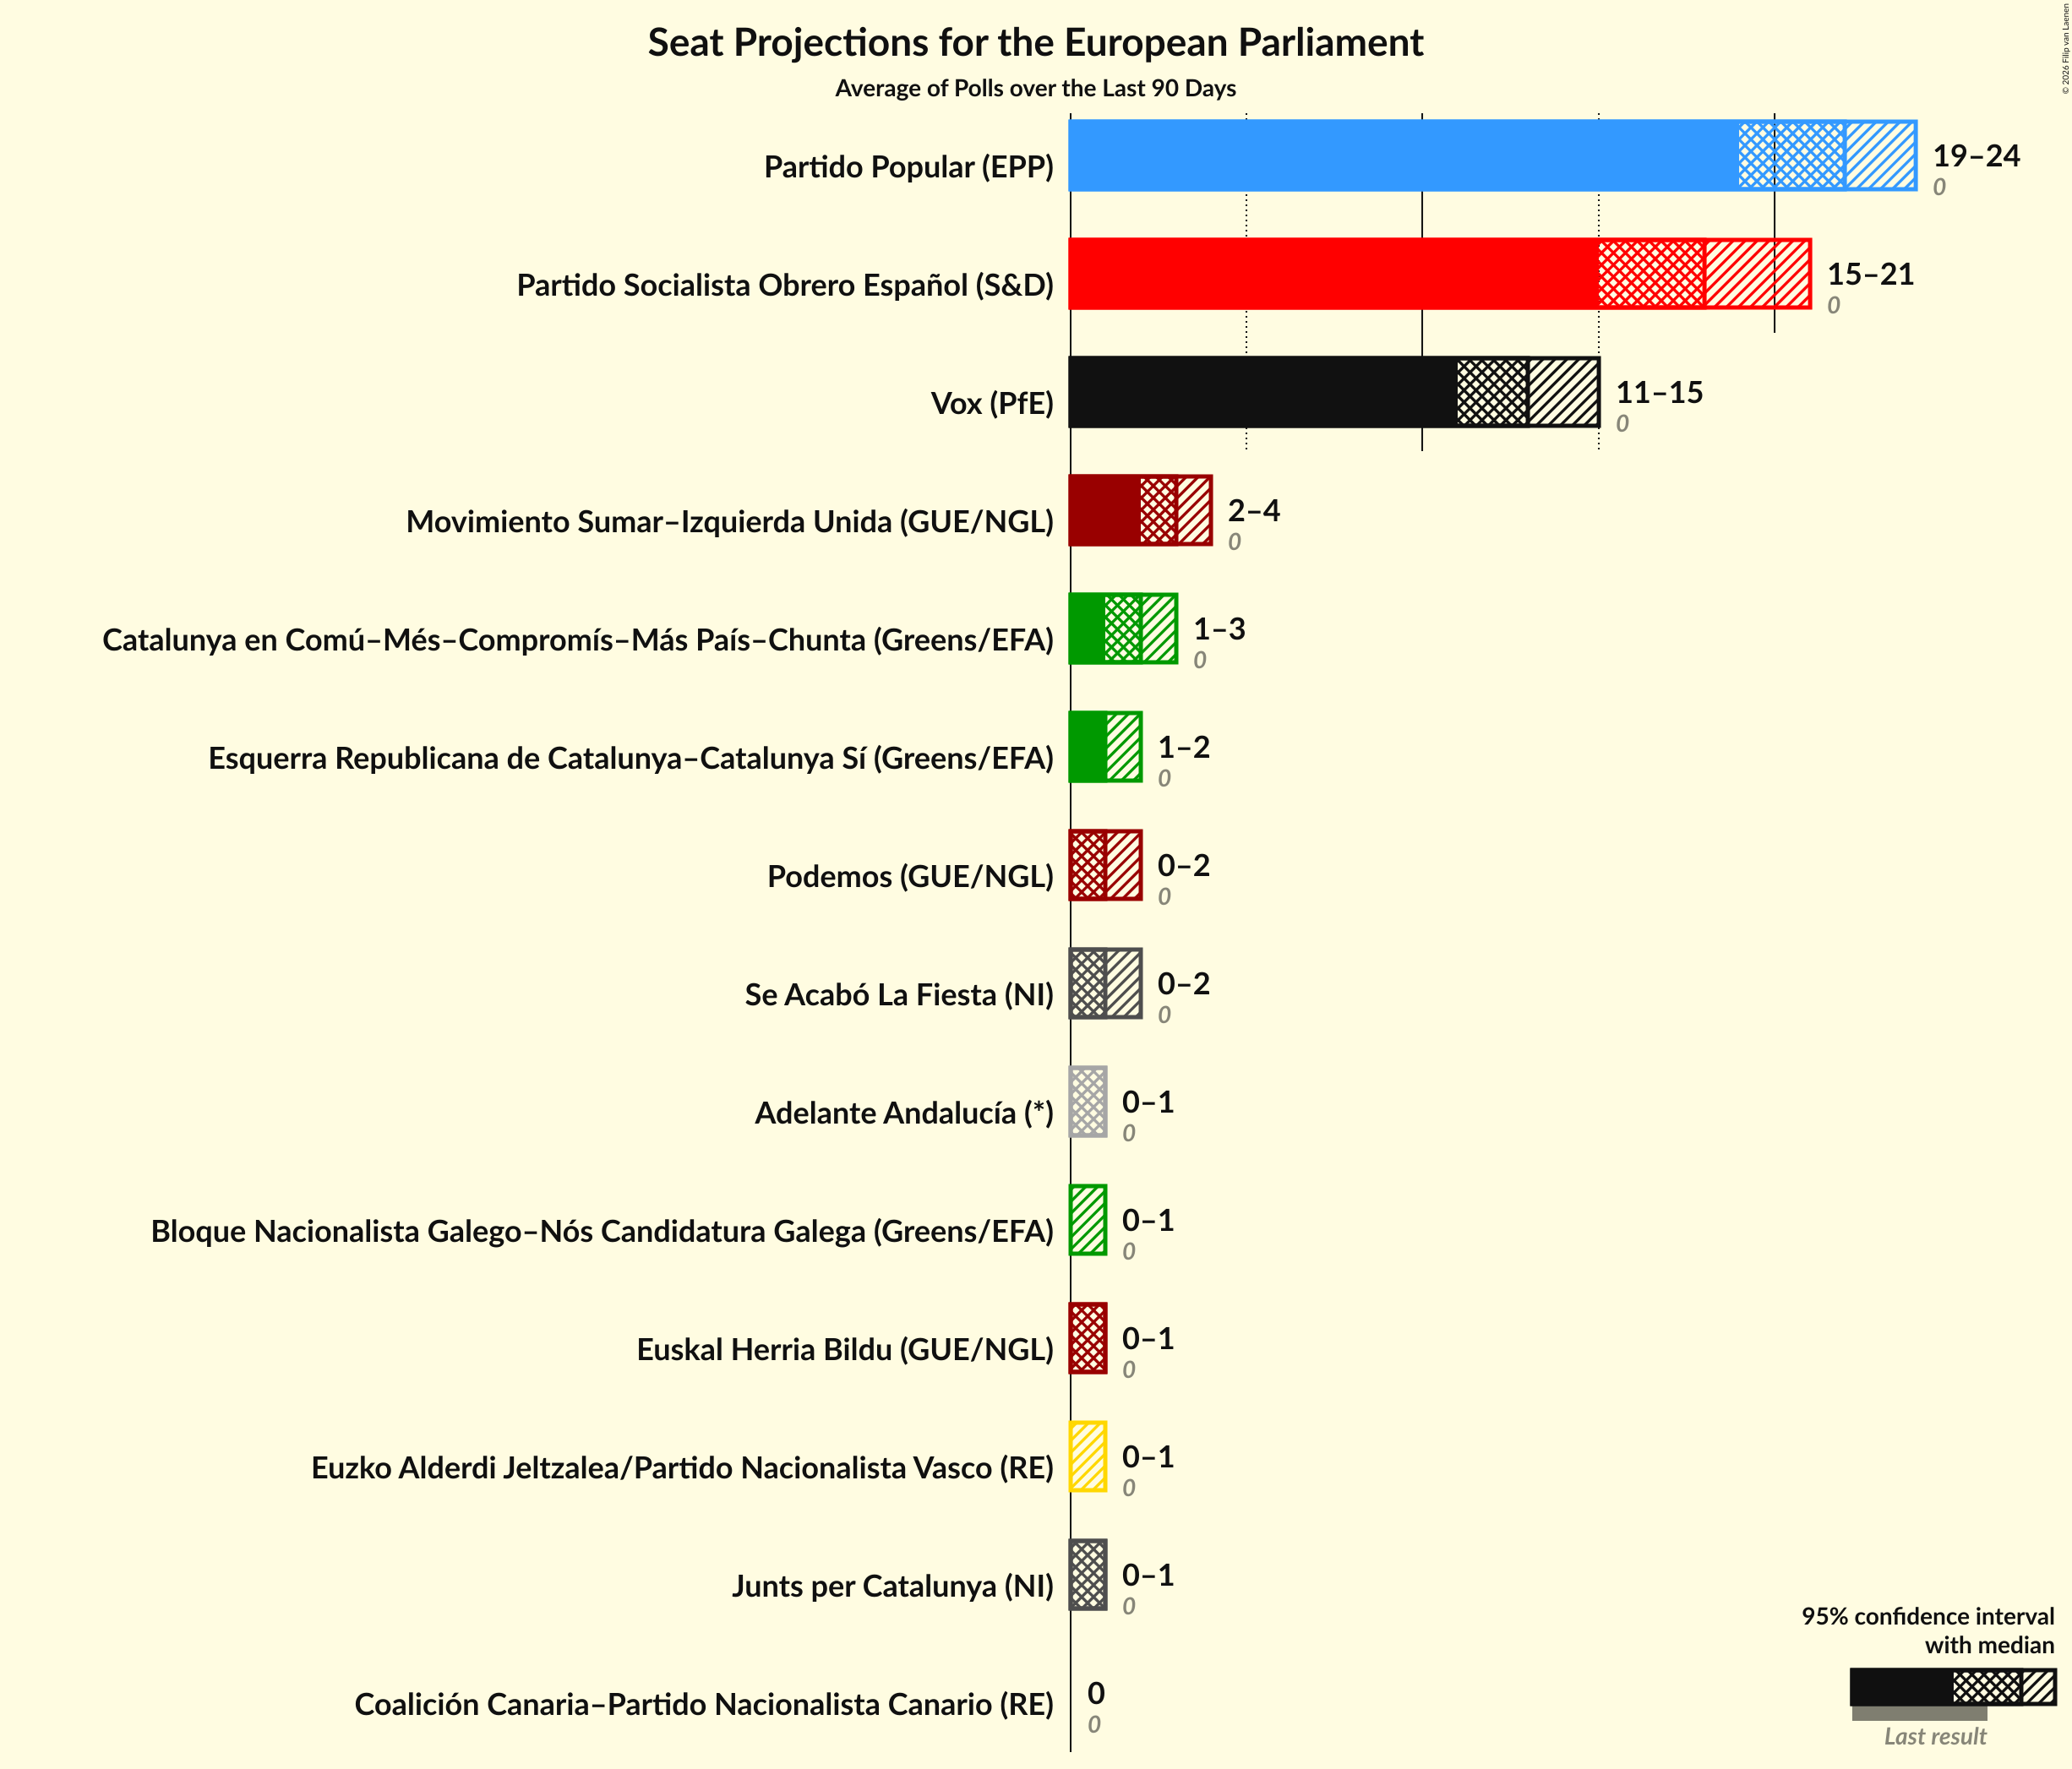 Seat Projections for the European Parliament
Average of Polls over the Last 90 Days
© 2026 Filip van Laenen
Partido Popular (EPP)
19–24
0
Partido Socialista Obrero Español (S&D)
15–21
0
Vox (PfE)
11–15
0
Movimiento Sumar–Izquierda Unida (GUE/NGL)
2–4
0
Catalunya en Comú–Més–Compromís–Más País–Chunta (Greens/EFA)
1–3
0
Esquerra Republicana de Catalunya–Catalunya Sí (Greens/EFA)
1–2
0
Podemos (GUE/NGL)
0–2
0
Se Acabó La Fiesta (NI)
0–2
0
Adelante Andalucía (*)
0–1
0
Bloque Nacionalista Galego–Nós Candidatura Galega (Greens/EFA)
0–1
0
Euskal Herria Bildu (GUE/NGL)
0–1
0
Euzko Alderdi Jeltzalea/Partido Nacionalista Vasco (RE)
0–1
0
Junts per Catalunya (NI)
0–1
0
Coalición Canaria–Partido Nacionalista Canario (RE)
0
0
95% confidence interval
with median
Last result